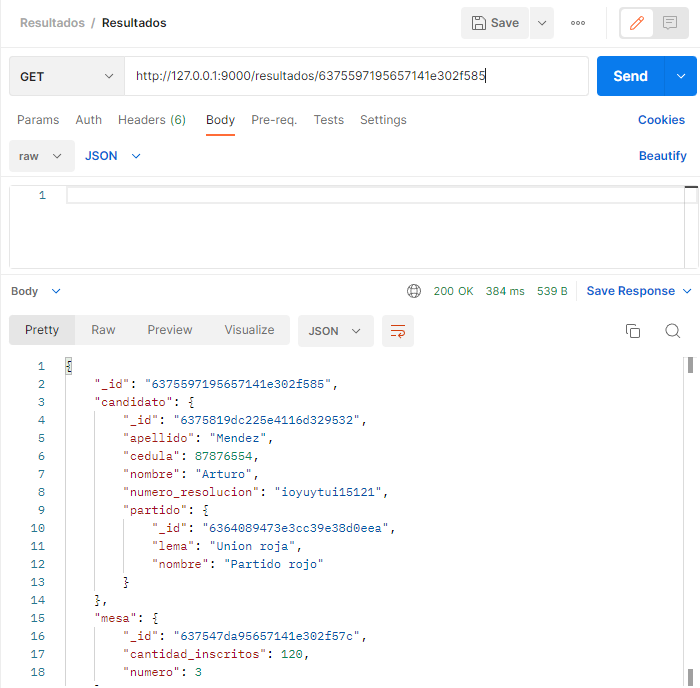 Resultados / Resultados
Save
GET
http://127.0.0.1:9000/resultados/6375597195657141e302f585
Send
Params Auth Headers (6) Body Pre-req. Tests Settings Cookies
raw JSON Beautify
1
Body 200 OK 384 ms 539 B Save Response
Pretty Raw Preview Visualize JSON
1 {
2 "_id": "6375597195657141e302f585",
3 "candidato": {
4 "_id": "6375819dc225e4116d329532",
5 "apellido": "Mendez",
6 "cedula": 87876554,
7 "nombre": "Arturo",
8 "numero_resolucion": "ioyuytui15121",
9 "partido": {
10 "_id": "6364089473e3cc39e38d0eea",
11 "lema": "Union roja",
12 "nombre": "Partido rojo"
13 }
14 },
15 "mesa": {
16 "_id": "637547da95657141e302f57c",
17 "cantidad_inscritos": 120,
18 "numero": 3